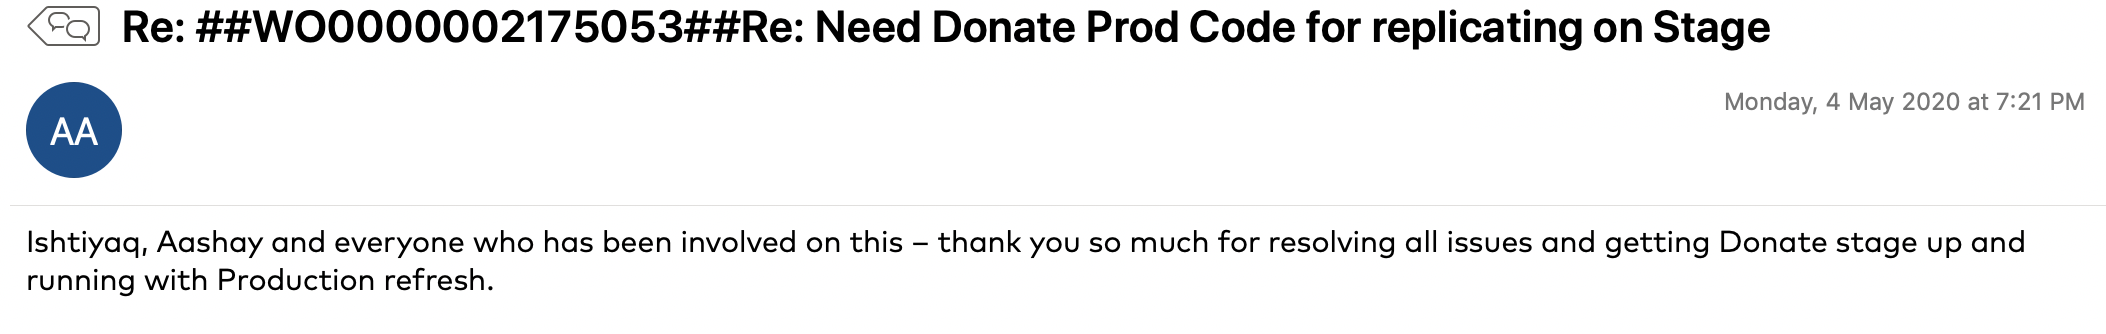 Re: ##WO0000002175053##Re: Need Donate Prod Code for replicating on Stage
AA
Monday, 4 May 2020 at 7:21 PM
Ishtiyaq, Aashay and everyone who has been involved on this – thank you so much for resolving all issues and getting Donate stage up and
running with Production refresh.